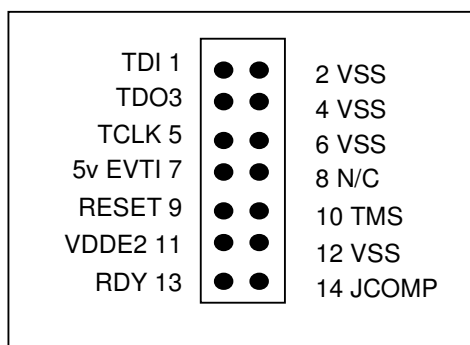 TDI 1
2 VSS
TDO3
4 VSS
TCLK 5
6 VSS
5v EVTI 7
8 N/C
RESET 9
10 TMS
VDDE2 11
12 VSS
RDY 13
14 JCOMP